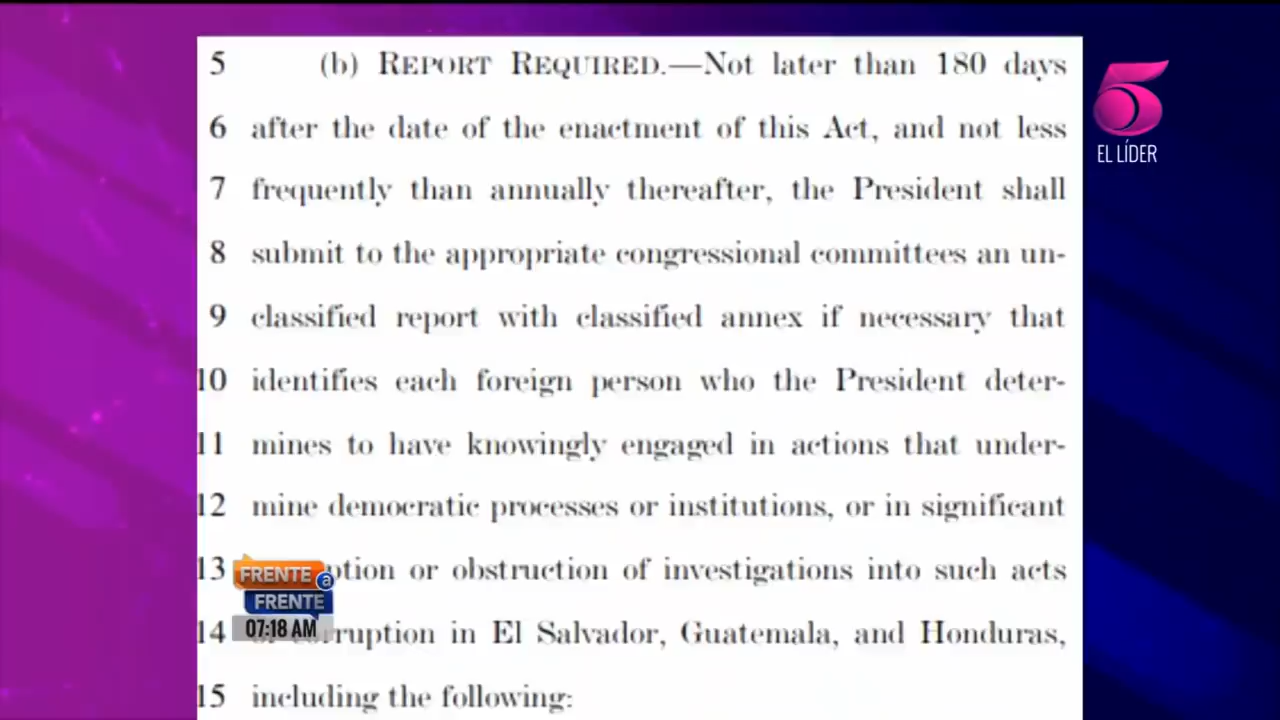 5 (b) REPORT REQUIRED.—Not later than 180 days
6 after the date of the enactment of this Act, and not less
7 frequently than annually thereafter, the President shall
8 submit to the appropriate congressional committees an un-
9 classified report with classified annex if necessary that
10 identifies each foreign person who the President deter-
11 mines to have knowingly engaged in actions that under-
12 mine democratic processes or institutions, or in significant
13 ption or obstruction of investigations into such acts
14 rruption in El Salvador, Guatemala, and Honduras,
15 including the following:
5
EL LÍDER
FRENTE a
FRENTE
07:18 AM